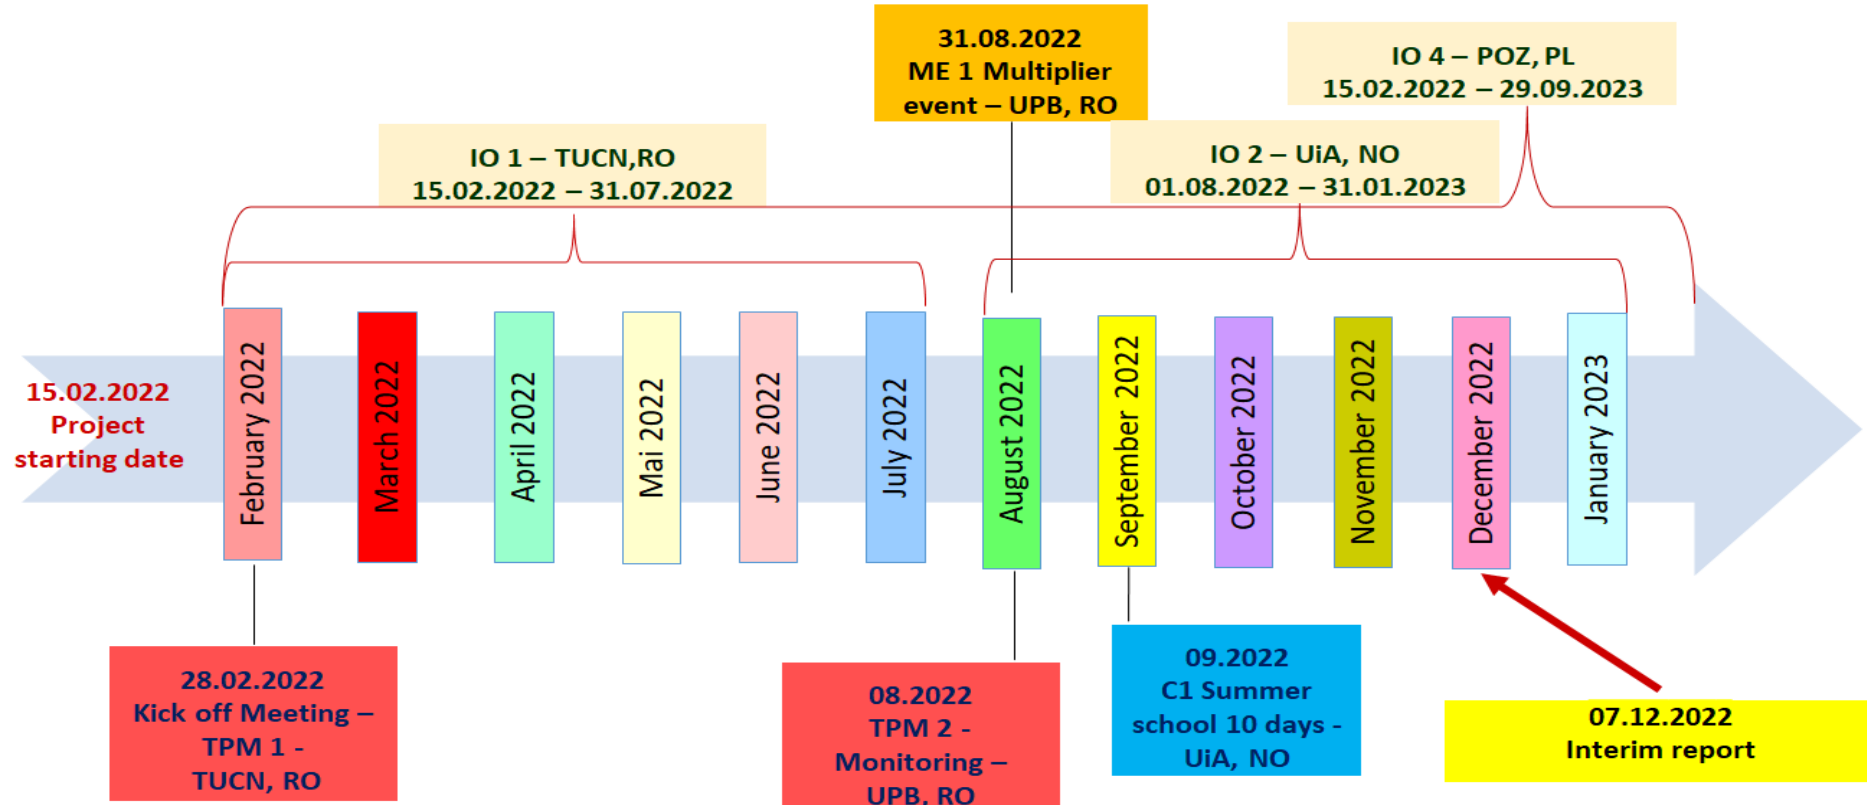 31.08.2022
ME 1 Multiplier
event – UPB, RO
IO 4 – POZ, PL
15.02.2022 – 29.09.2023
IO 1 – TUCN,RO
15.02.2022 – 31.07.2022
IO 2 – UiA, NO
01.08.2022 – 31.01.2023
15.02.2022
Project
starting date
February 2022
March 2022
April 2022
Mai 2022
June 2022
July 2022
August 2022
September 2022
October 2022
November 2022
December 2022
January 2023
28.02.2022
Kick off Meeting –
TPM 1 -
TUCN, RO
08.2022
TPM 2 -
Monitoring –
UPB, RO
09.2022
C1 Summer
school 10 days -
UiA, NO
07.12.2022
Interim report